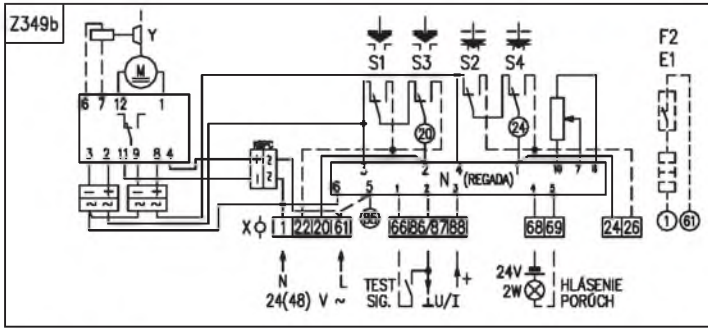 Z349b
Y
M
6 7 12 1
3 2 11 9 8 4
S1 S3 S2 S4
20
24
F2
E1
3 2 4 1 10 7 8
N (REGADA)
6 5 1 2 3 4 5
X
1 22 20 61 66 86/87 88 68 69 24 26
1 61
N L
24(48) V ~
TEST
SIG.
U/I
+
24V
2W
HLÁSENIE
PORÚCH